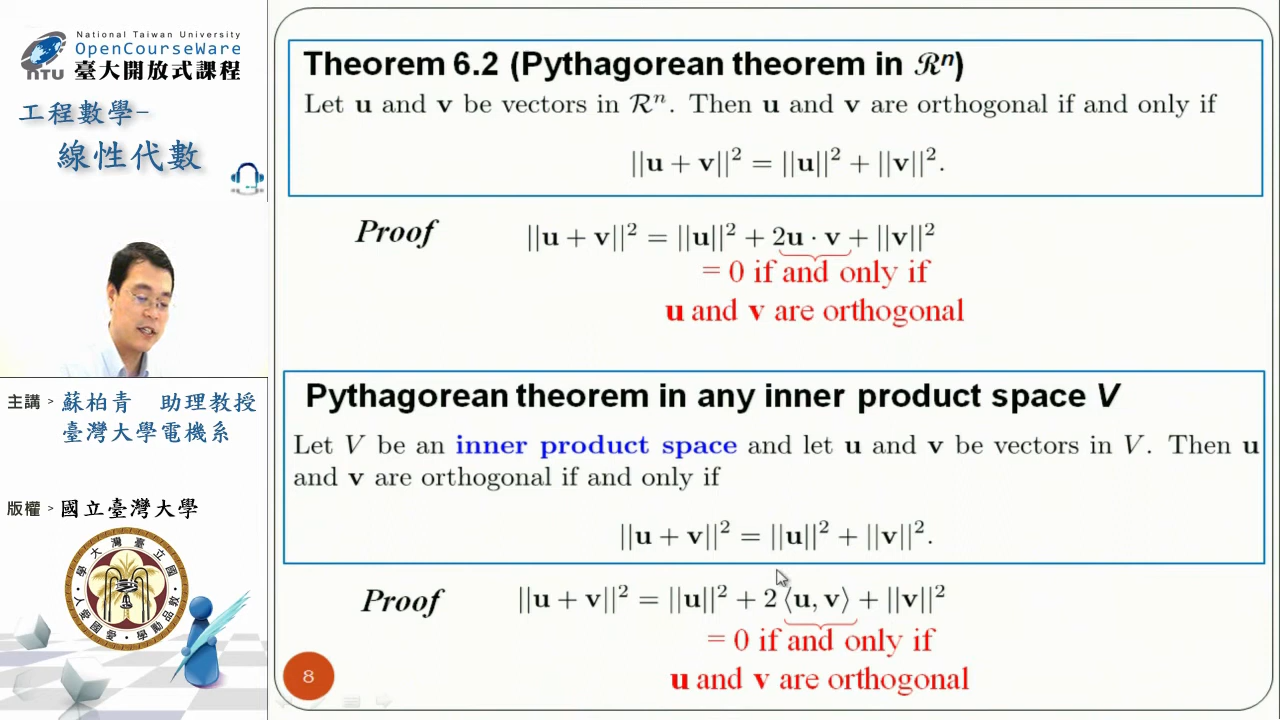 National Taiwan University
OpenCourseWare
NTU 臺大開放式課程
工程數學-
線性代數
主講 > 蘇柏青 助理教授
臺灣大學電機系
版權 > 國立臺灣大學
Theorem 6.2 (Pythagorean theorem in ℛⁿ)
Let u and v be vectors in ℛⁿ. Then u and v are orthogonal if and only if
||u + v||² = ||u||² + ||v||².
Proof ||u + v||² = ||u||² + 2u · v + ||v||²
= 0 if and only if
u and v are orthogonal
Pythagorean theorem in any inner product space V
Let V be an inner product space and let u and v be vectors in V. Then u
and v are orthogonal if and only if
||u + v||² = ||u||² + ||v||².
Proof ||u + v||² = ||u||² + 2⟨u, v⟩ + ||v||²
= 0 if and only if
u and v are orthogonal
8